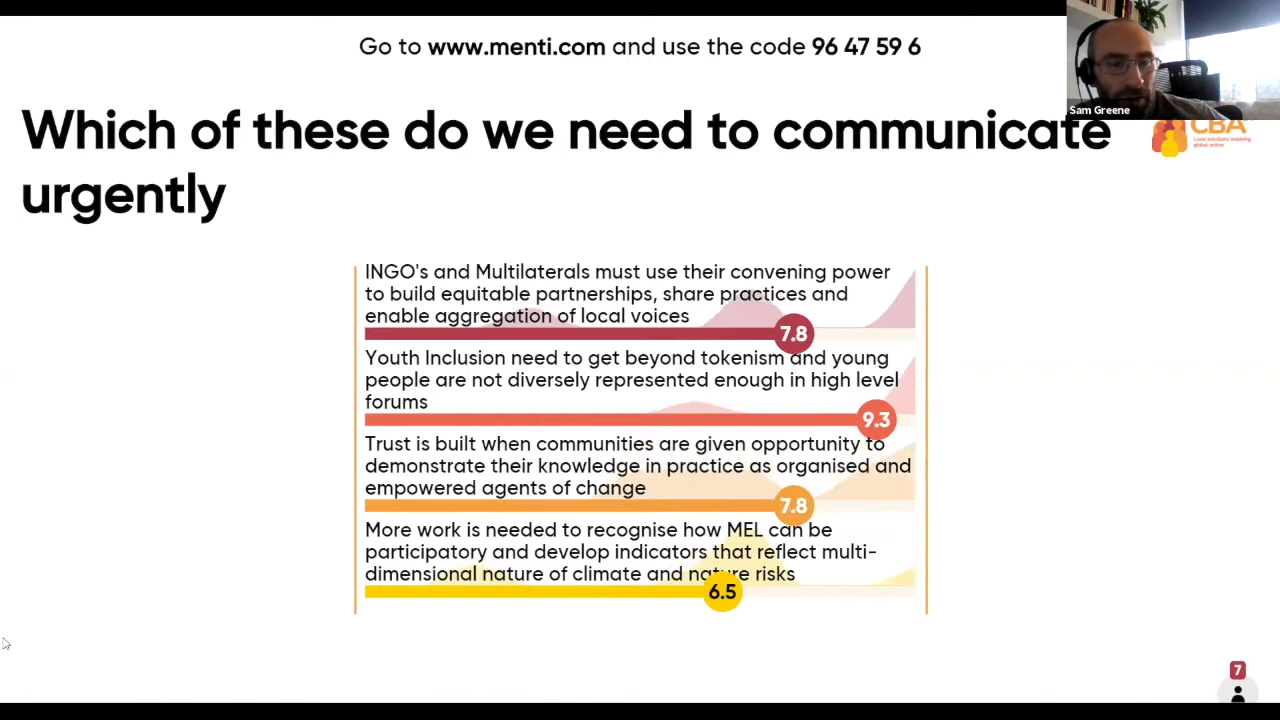 Go to www.menti.com and use the code 96 47 59 6
Sam Greene
Which of these do we need to communicate
urgently
CBA
Local solutions inspiring
global action
INGO's and Multilaterals must use their convening power
to build equitable partnerships, share practices and
enable aggregation of local voices
7.8
Youth Inclusion need to get beyond tokenism and young
people are not diversely represented enough in high level
forums
9.3
Trust is built when communities are given opportunity to
demonstrate their knowledge in practice as organised and
empowered agents of change
7.8
More work is needed to recognise how MEL can be
participatory and develop indicators that reflect multi-
dimensional nature of climate and nature risks
6.5
7